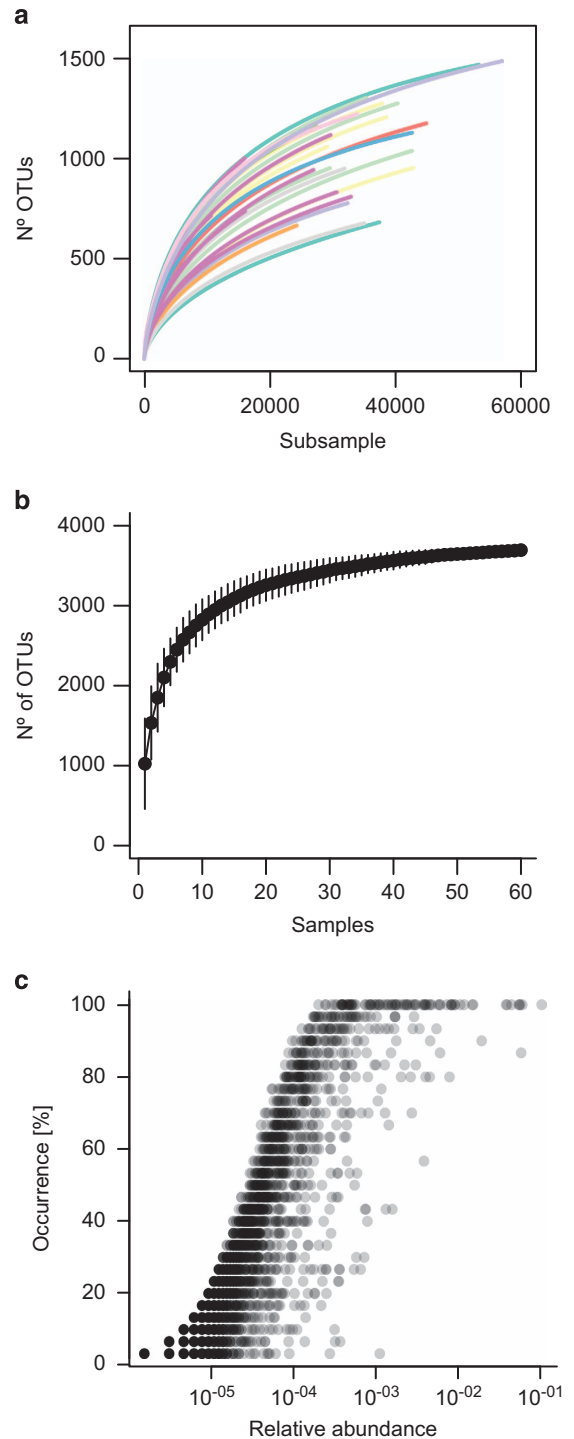 a
1500
1000
500
0
Nº OTUs
0 20000 40000 60000
Subsample
b
4000
3000
2000
1000
0
Nº of OTUs
0 10 20 30 40 50 60
Samples
c
100
80
60
40
20
0
Occurrence [%]
10-05 10-04 10-03 10-02 10-01
Relative abundance